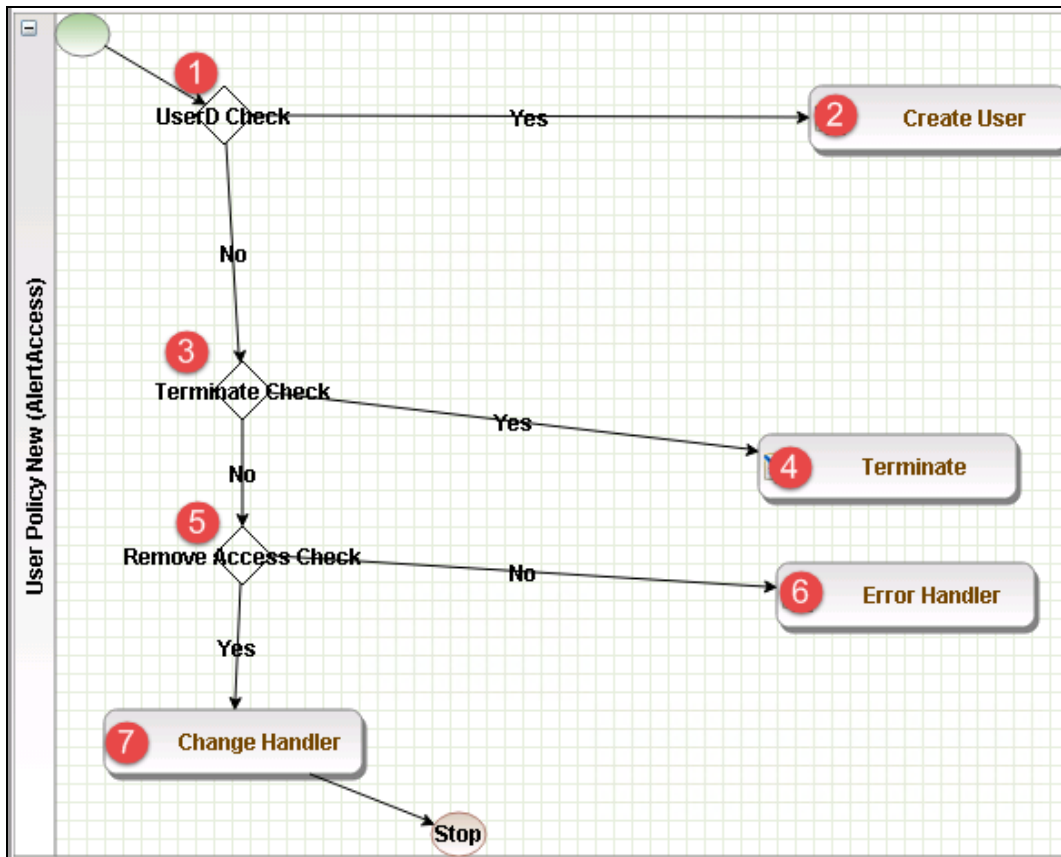 User Policy New (AlertAccess)
1
UserD Check
Yes
2
Create User
No
3
Terminate Check
Yes
4
Terminate
No
5
Remove Access Check
No
6
Error Handler
Yes
7
Change Handler
Stop